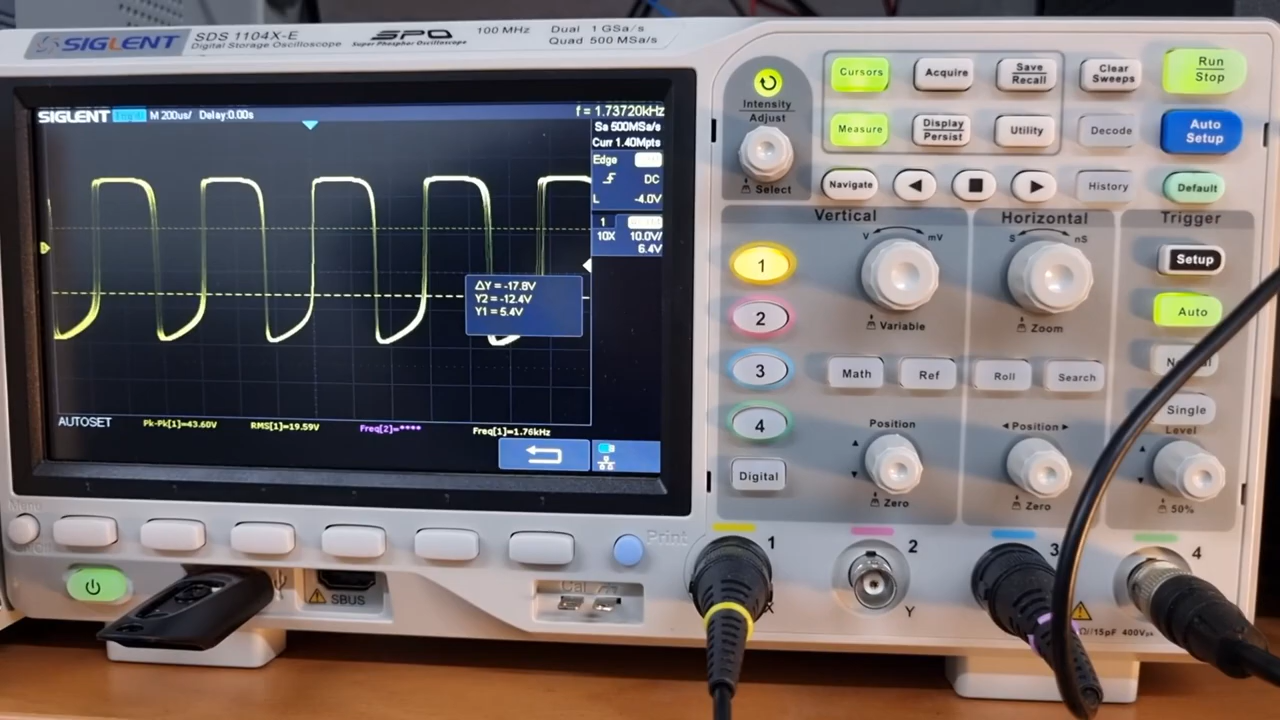 SIGLENT SDS 1104X-E
Digital Storage Oscilloscope
SPO
Super Phosphor Oscilloscope
100 MHz
Dual 1 GSa/s
Quad 500 MSa/s
SIGLENT M 200us/ Delay:0.00s
f = 1.73720kHz
Sa 500MSa/s
Curr 1.40Mpts
Edge
DC
L -4.0V
1
10X 10.0V/
6.4V
ΔY = -17.8V
Y2 = -12.4V
Y1 = 5.4V
AUTOSET
Pk-Pk[1]=43.60V RMS[1]=19.59V Freq[2]=**** Freq[1]=1.76kHz
Intensity
Adjust
Select
Cursors
Acquire
Save
Recall
Clear
Sweeps
Run
Stop
Measure
Display
Persist
Utility
Decode
Auto
Setup
Navigate
History
Default
Vertical
V mV
1
Variable
2
3
4
Math
Ref
Digital
Position
Zero
Horizontal
S nS
Zoom
Roll
Search
Position
Zero
Trigger
Setup
Auto
Single
Level
50%
Print
SBUS
Cal
1
X
2
Y
3
4
Ω//15pF 400Vpk